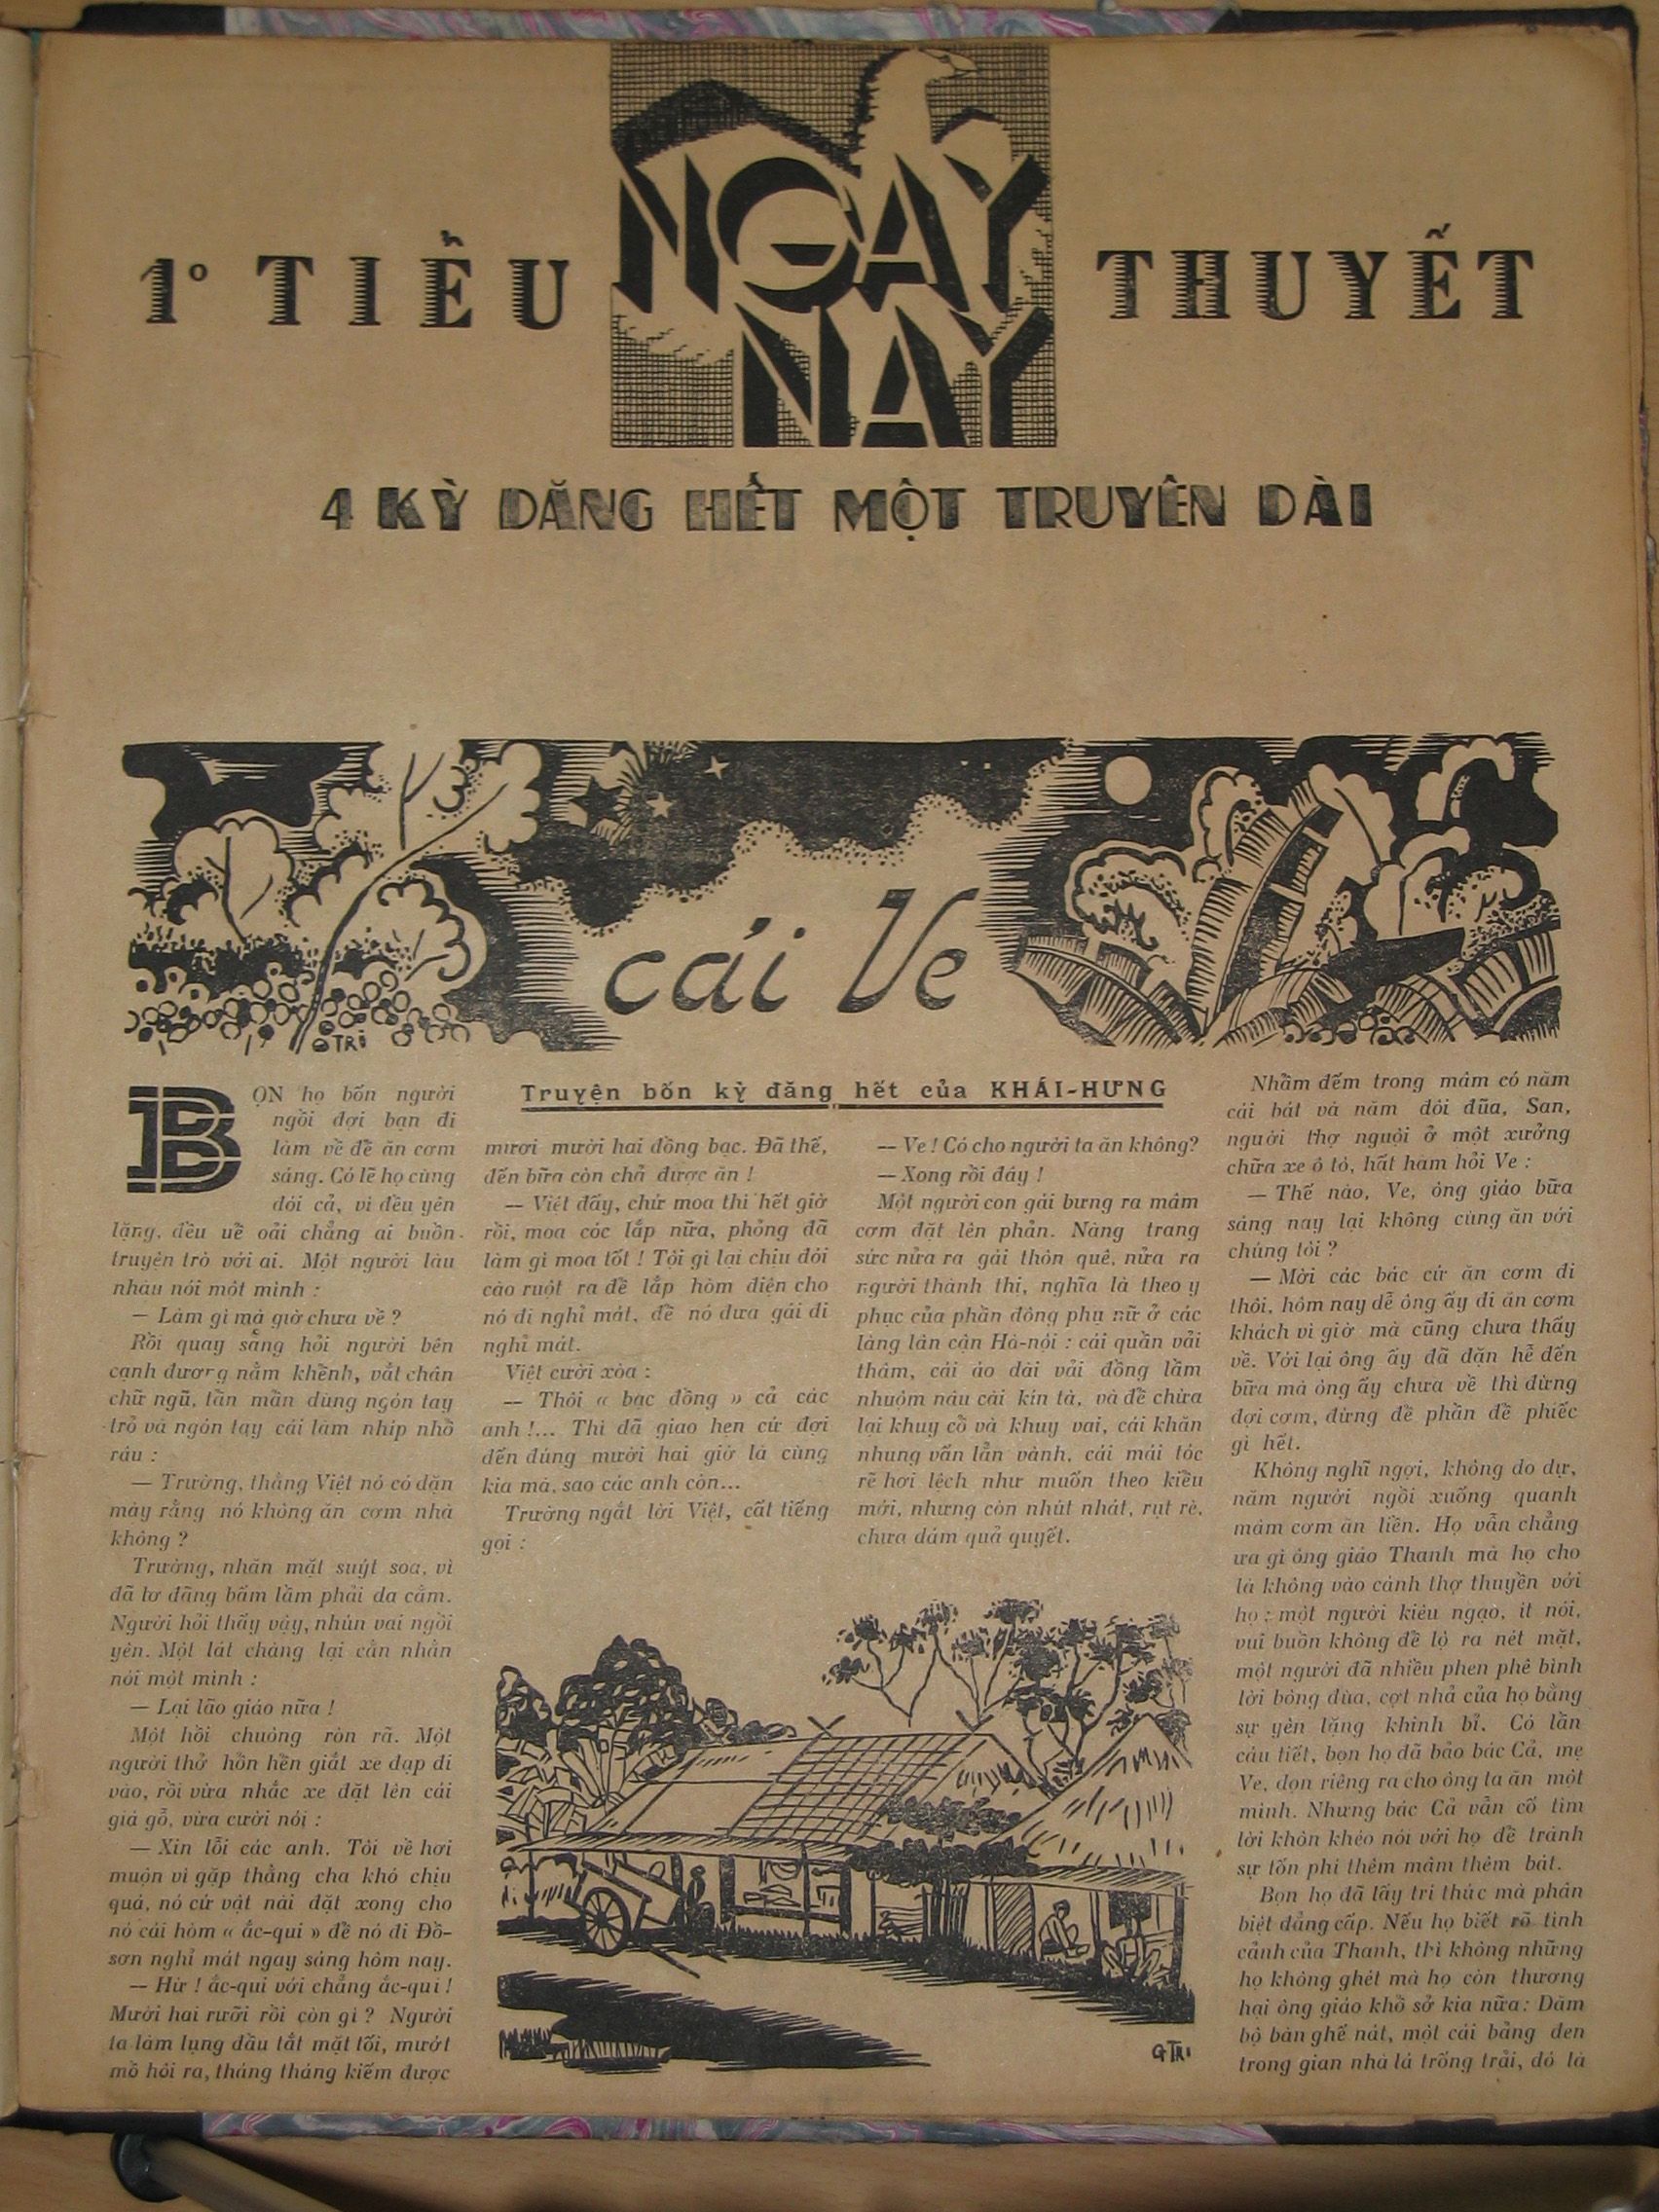 1º TIỂU
NGAY
NAY
THUYẾT
4 KỲ ĐĂNG HẾT MỘT TRUYỆN DÀI
cái Ve
TRi
Truyện bốn kỳ đăng hết của KHÁI-HƯNG
BỌN họ bốn người
ngồi đợi bạn đi
làm về để ăn cơm
sáng. Có lẽ họ cùng
đói cả, vì đều yên
lặng, đều uể oải chẳng ai buồn
truyện trò với ai. Một người làu
nhàu nói một mình :
— Làm gì mà giờ chưa về ?
Rồi quay sang hỏi người bên
cạnh đương nằm khểnh, vắt chân
chữ ngũ, lẩn mẩn dùng ngón tay
trỏ và ngón tay cái làm nhíp nhổ
râu :
— Trường, thằng Việt nó có dặn
mày rằng nó không ăn cơm nhà
không ?
Trường, nhăn mặt suýt soa, vì
đã lơ đãng bấm lầm phải da cằm.
Người hỏi thấy vậy, nhún vai ngồi
yên. Một lát chàng lại cằn nhằn
nói một mình :
— Lại lão giáo nữa !
Một hồi chuông ròn rã. Một
người thở hổn hển giắt xe đạp đi
vào, rồi vừa nhắc xe đặt lên cái
giá gỗ, vừa cười nói :
— Xin lỗi các anh. Tôi về hơi
muộn vì gặp thằng cha khó chịu
quá, nó cứ vật nài đặt xong cho
nó cái hòm « ắc-qui » để nó đi Đồ-
sơn nghỉ mát ngay sáng hôm nay.
— Hừ ! ắc-qui với chẳng ắc-qui !
Mười hai rưỡi rồi còn gì ? Người
ta làm lụng đầu tắt mặt tối, mướt
mồ hôi ra, tháng tháng kiếm được
mươi mười hai đồng bạc. Đã thế,
đến bữa còn chả được ăn !
— Việt đấy, chứ moa thì hết giờ
rồi, moa cóc lắp nữa, phỏng đã
làm gì moa tốt ! Tội gì lại chịu đói
cào ruột ra để lắp hòm điện cho
nó đi nghỉ mát, để nó đưa gái đi
nghỉ mát.
Việt cười xòa :
— Thôi « bạc đồng » cả các
anh !... Thì đã giao hẹn cứ đợi
đến đúng mười hai giờ là cùng
kia mà, sao các anh còn...
Trường ngắt lời Việt, cất tiếng
gọi :
— Ve ! Có cho người ta ăn không?
— Xong rồi đây !
Một người con gái bưng ra mâm
cơm đặt lên phản. Nàng trang
sức nửa ra gái thôn quê, nửa ra
người thành thị, nghĩa là theo y
phục của phần đông phụ nữ ở các
làng lân cận Hà-nội : cái quần vải
thâm, cái áo dài vải đồng lầm
nhuộm nâu cài kín tà, và để chừa
lại khuy cổ và khuy vai, cái khăn
nhung vấn lẳn vành, cái mái tóc
rẽ hơi lệch như muốn theo kiểu
mới, nhưng còn nhút nhát, rụt rè,
chưa dám quả quyết.
GTRi
Nhẩm đếm trong mâm có năm
cái bát và năm đôi đũa, San,
người thợ nguội ở một xưởng
chữa xe ô tô, hất hàm hỏi Ve :
— Thế nào, Ve, ông giáo bữa
sáng nay lại không cùng ăn với
chúng tôi ?
— Mời các bác cứ ăn cơm đi
thôi, hôm nay dễ ông ấy đi ăn cơm
khách vì giờ mà cũng chưa thấy
về. Với lại ông ấy đã dặn hễ đến
bữa mà ông ấy chưa về thì đừng
đợi cơm, đừng để phần để phiếc
gì hết.
Không nghĩ ngợi, không do dự,
năm người ngồi xuống quanh
mâm cơm ăn liền. Họ vẫn chẳng
ưa gì ông giáo Thanh mà họ cho
là không vào cánh thợ thuyền với
họ : một người kiêu ngạo, ít nói,
vui buồn không để lộ ra nét mặt,
một người đã nhiều phen phê bình
lời bông đùa, cợt nhả của họ bằng
sự yên lặng khinh bỉ. Có lần
cáu tiết, bọn họ đã bảo bác Cả, mẹ
Ve, dọn riêng ra cho ông ta ăn một
mình. Nhưng bác Cả vẫn cố tìm
lời khôn khéo nói với họ để tránh
sự tốn phí thêm mâm thêm bát.
Bọn họ đã lấy trí thức mà phân
biệt đẳng cấp. Nếu họ biết rõ tình
cảnh của Thanh, thì không những
họ không ghét mà họ còn thương
hại ông giáo khổ sở kia nữa: Dăm
bộ bàn ghế nát, một cái bảng đen
trong gian nhà lá trống trải, đó là